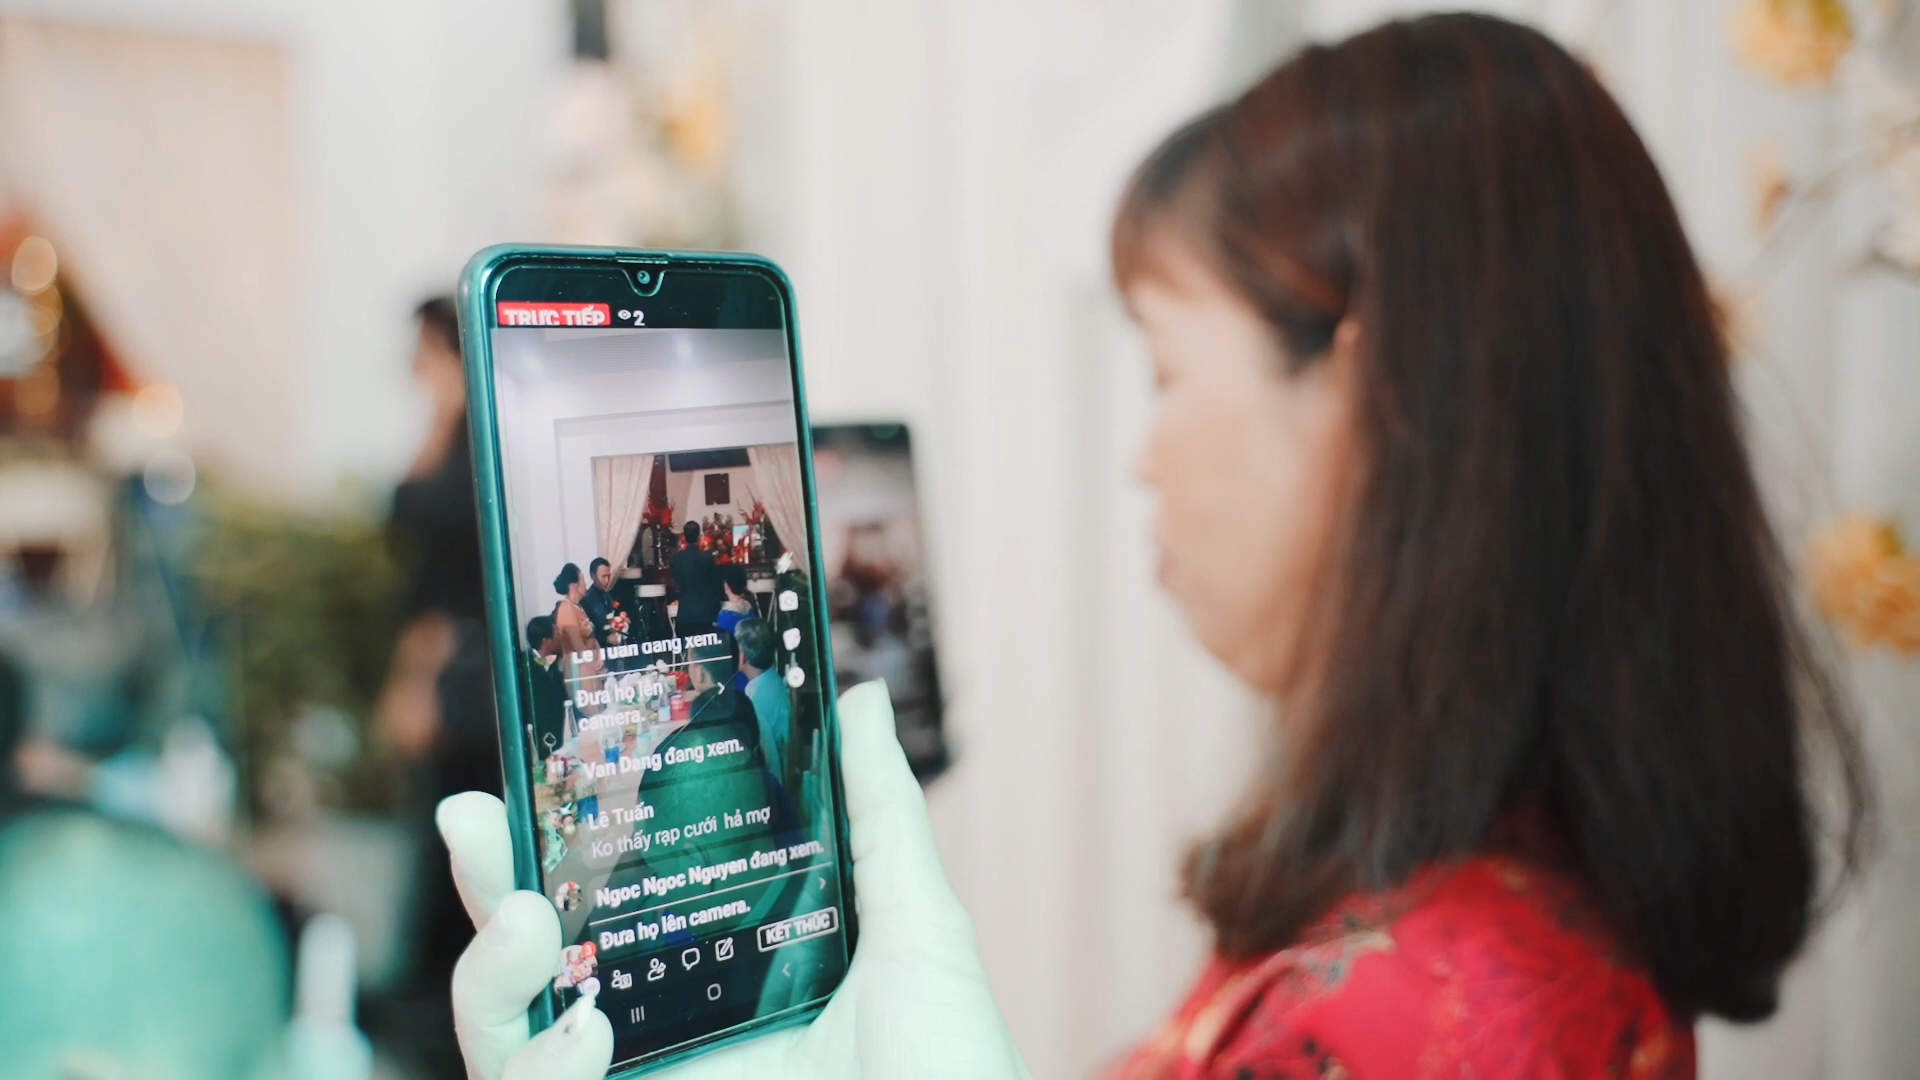 TRỰC TIẾP 2
Lê Tuấn đang xem.
Đưa họ lên
camera.
Van Dang đang xem.
Lê Tuấn
Ko thấy rạp cưới hả mợ
Ngoc Ngoc Nguyen đang xem.
Đưa họ lên camera.
3
KẾT THÚC